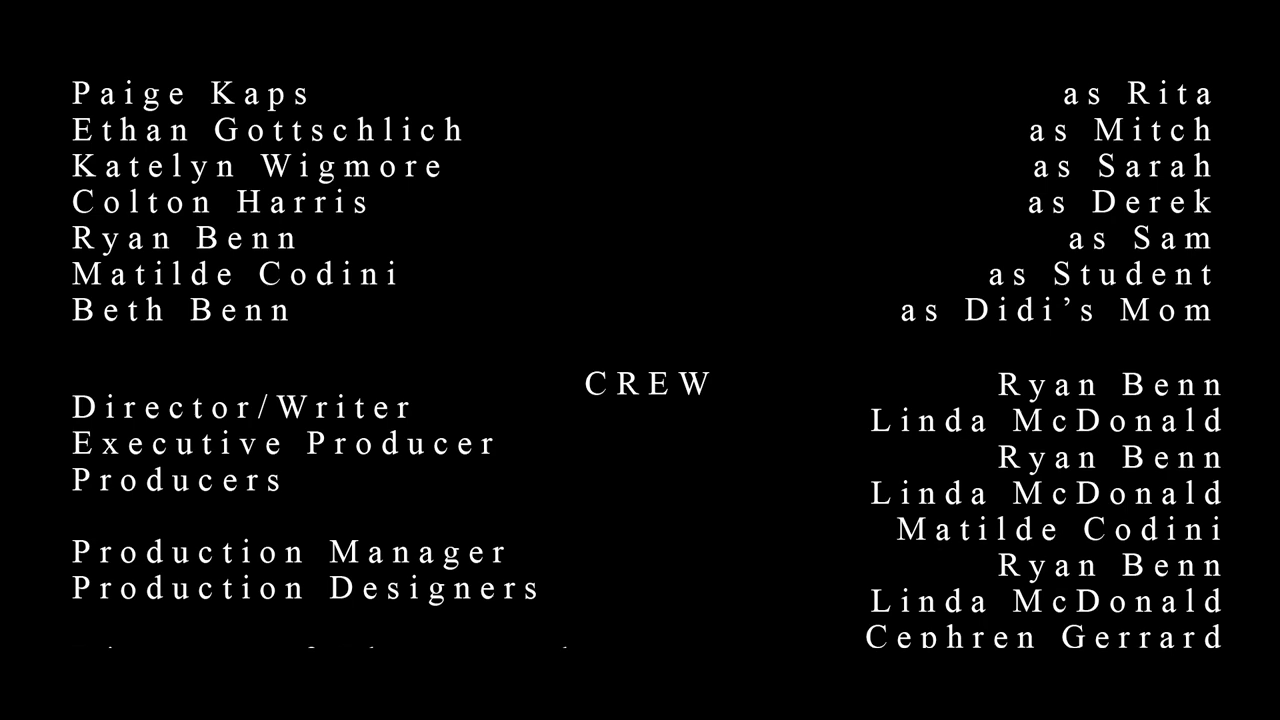 Paige Kaps as Rita
Ethan Gottschlich as Mitch
Katelyn Wigmore as Sarah
Colton Harris as Derek
Ryan Benn as Sam
Matilde Codini as Student
Beth Benn as Didi’s Mom
CREW
Director/Writer Ryan Benn
Executive Producer Linda McDonald
Producers Ryan Benn
Linda McDonald
Matilde Codini
Production Manager Ryan Benn
Production Designers Linda McDonald
Cephren Gerrard